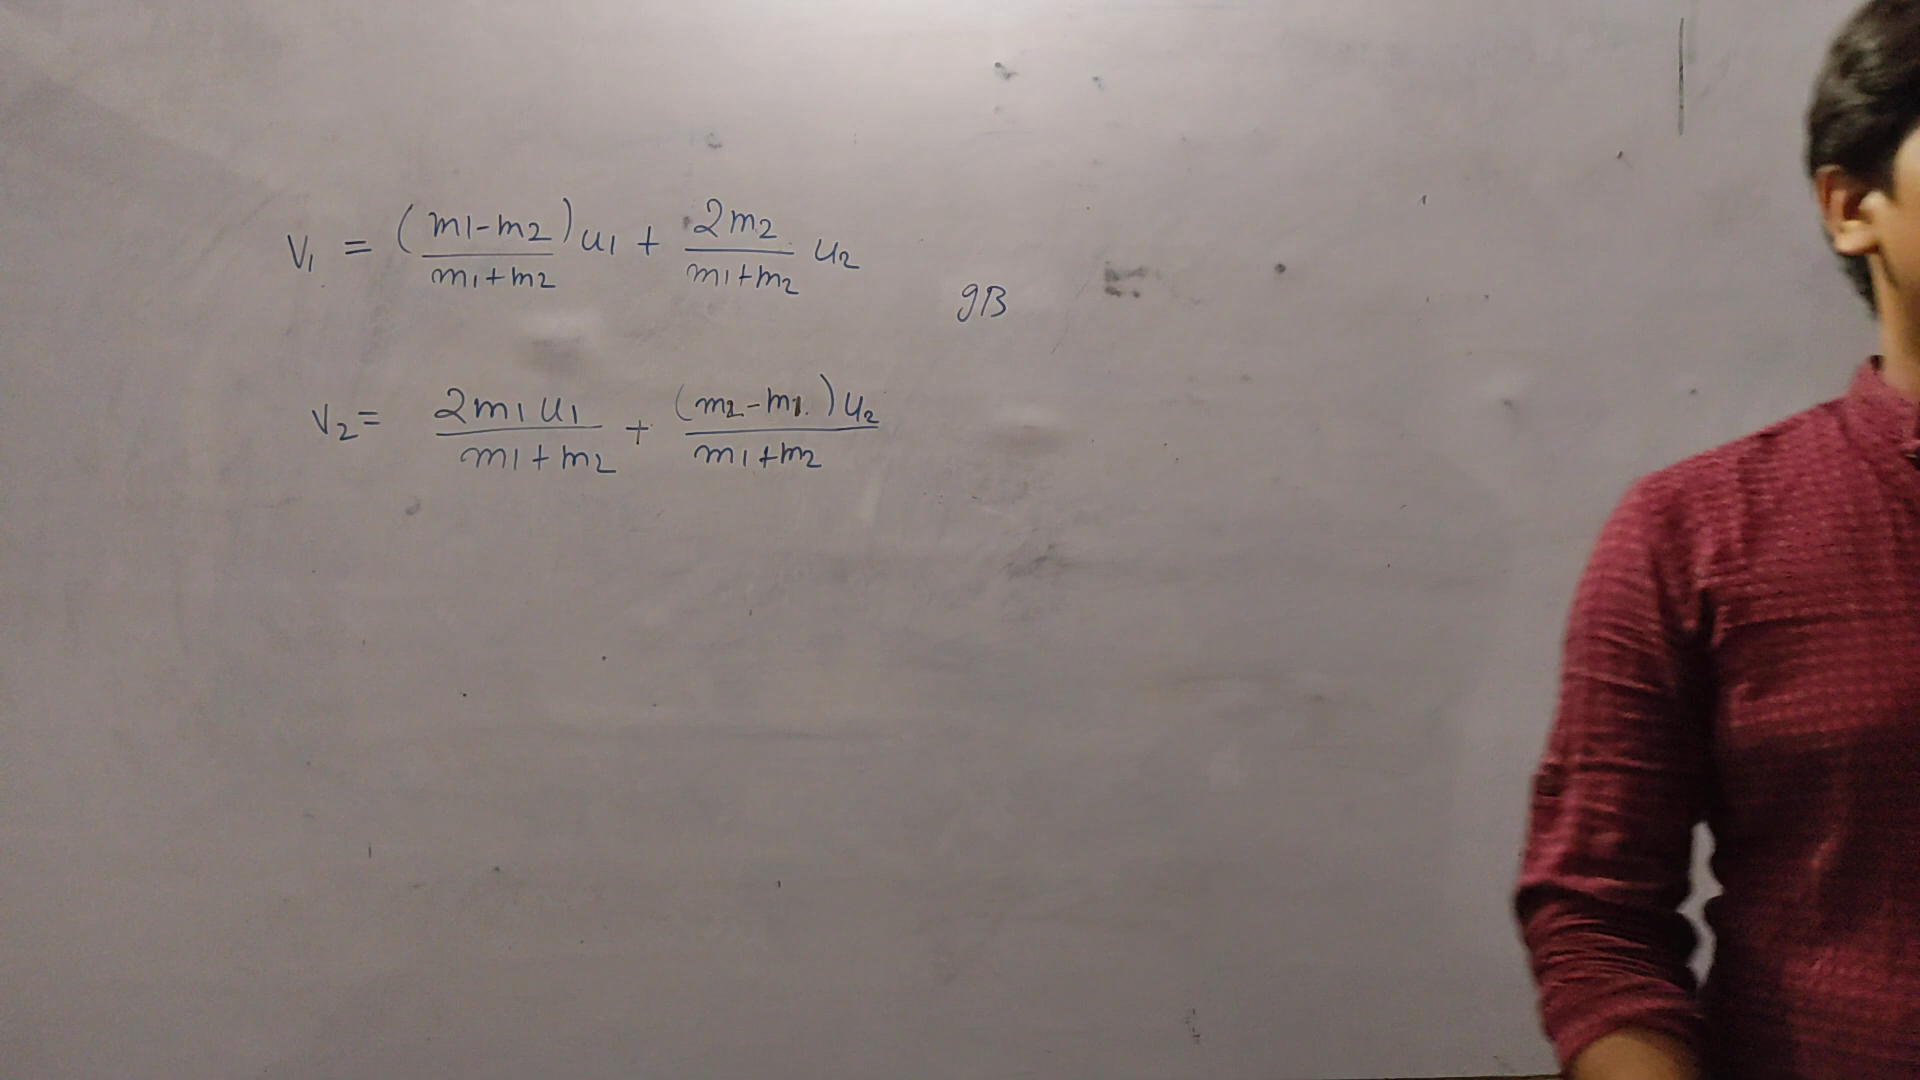 V1 = (m1-m2)/(m1+m2) u1 + 2m2/(m1+m2) u2
9B
V2 = 2m1u1/(m1+m2) + (m2-m1)u2/(m1+m2)